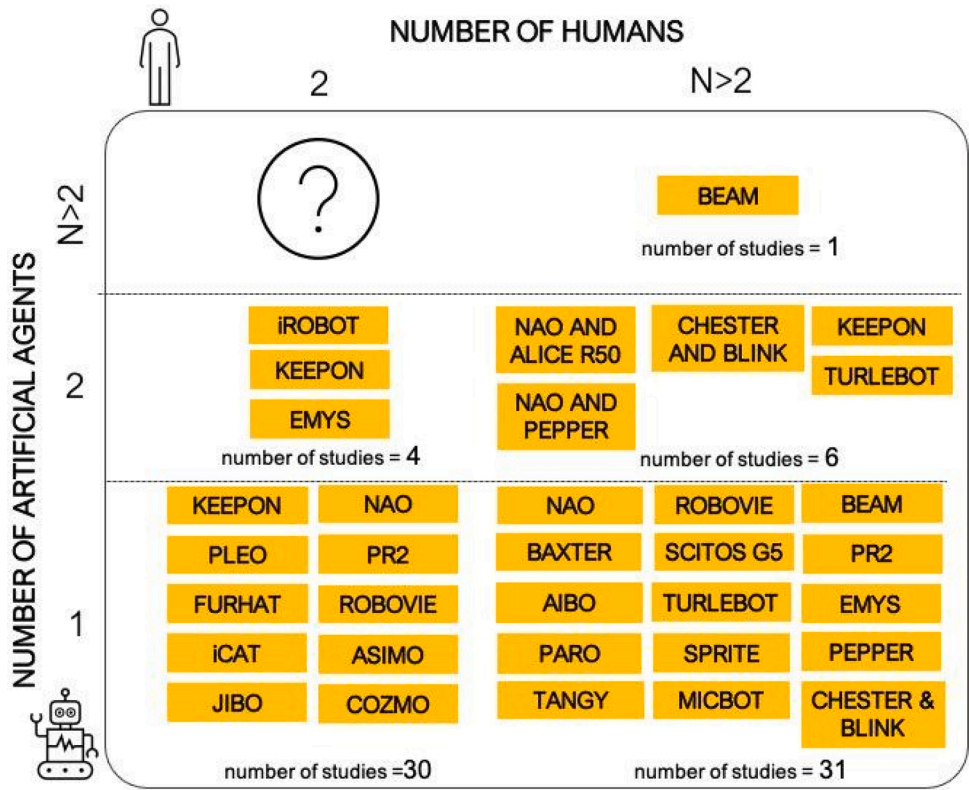 NUMBER OF HUMANS
2
N>2
NUMBER OF ARTIFICIAL AGENTS
N>2
?
BEAM
number of studies = 1
2
iROBOT
KEEPON
EMYS
number of studies = 4
NAO AND
ALICE R50
NAO AND
PEPPER
CHESTER
AND BLINK
KEEPON
TURLEBOT
number of studies = 6
1
KEEPON
NAO
PLEO
PR2
FURHAT
ROBOVIE
iCAT
ASIMO
JIBO
COZMO
number of studies =30
NAO
ROBOVIE
BEAM
BAXTER
SCITOS G5
PR2
AIBO
TURLEBOT
EMYS
PARO
SPRITE
PEPPER
TANGY
MICBOT
CHESTER &
BLINK
number of studies = 31